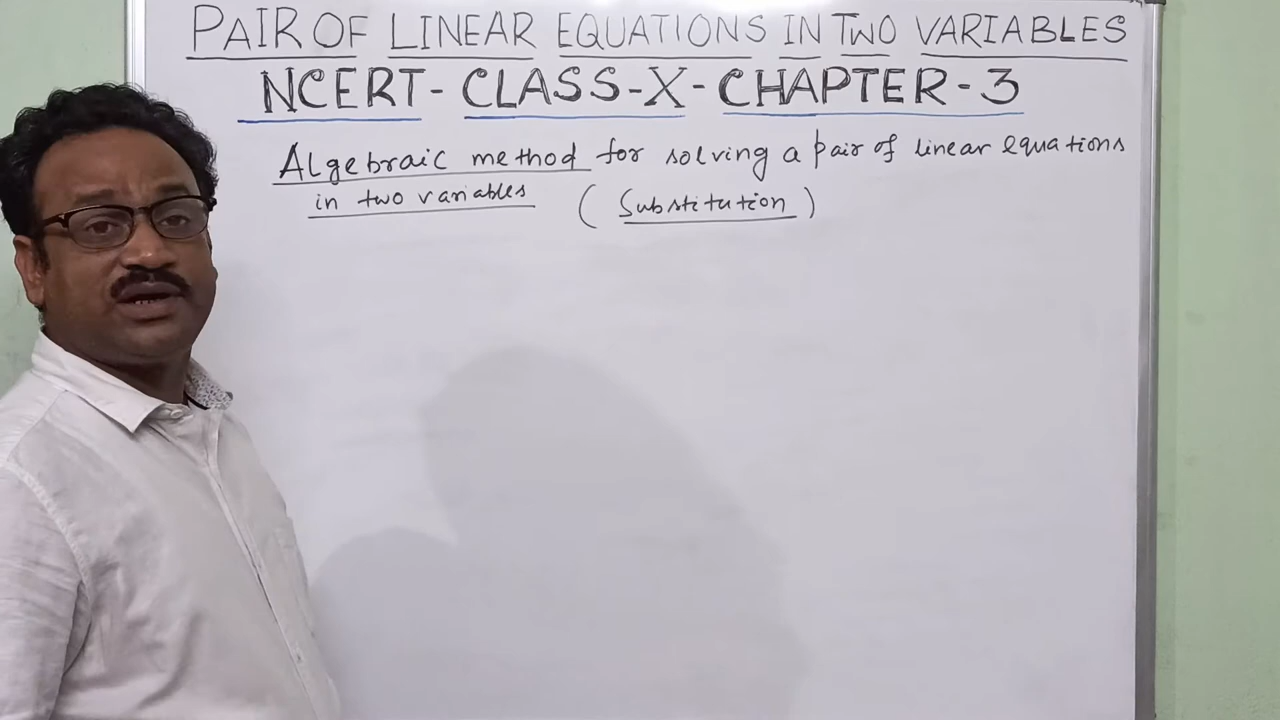 PAIR OF LINEAR EQUATIONS IN TWO VARIABLES
NCERT - CLASS - X - CHAPTER - 3
Algebraic method for solving a pair of linear equations
in two variables (Substitution)